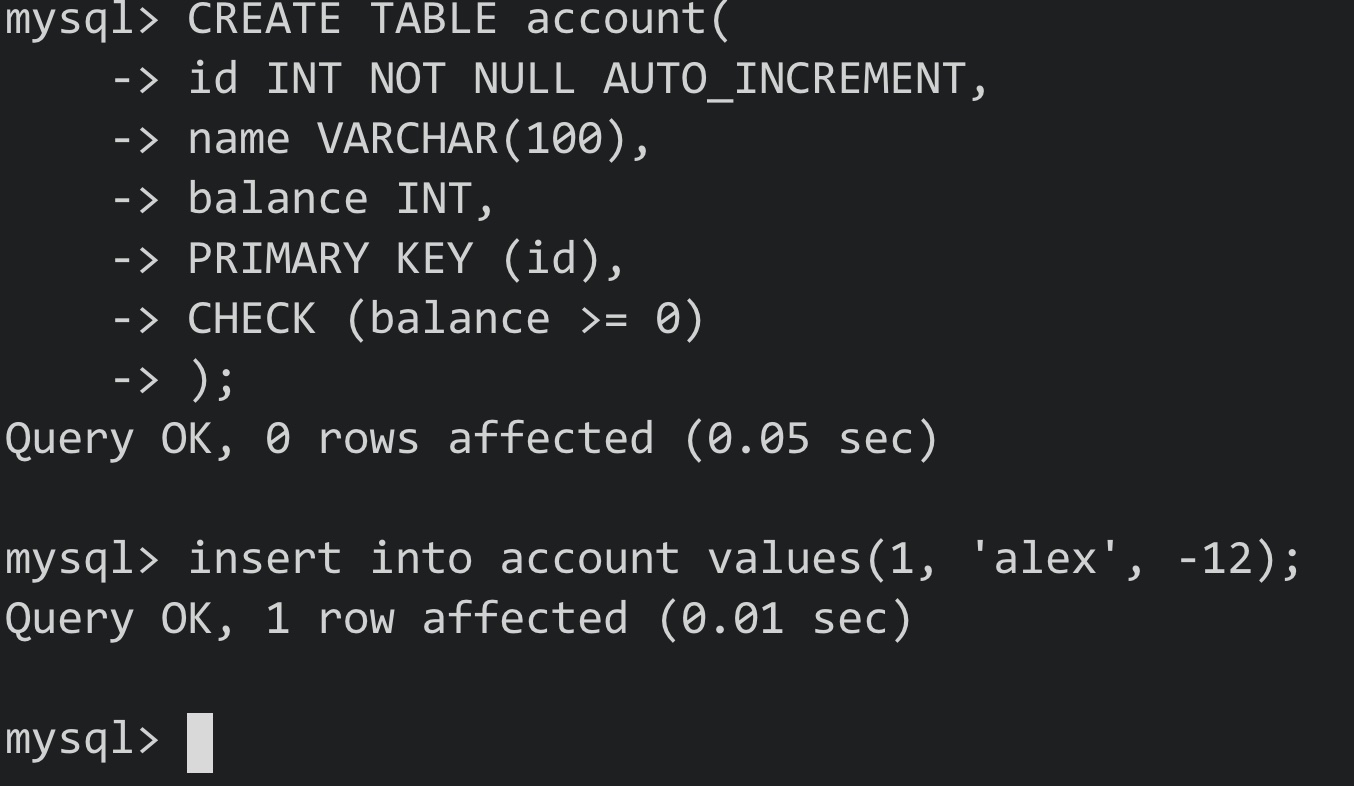 mysql> CREATE TABLE account(
    -> id INT NOT NULL AUTO_INCREMENT,
    -> name VARCHAR(100),
    -> balance INT,
    -> PRIMARY KEY (id),
    -> CHECK (balance >= 0)
    -> );
Query OK, 0 rows affected (0.05 sec)

mysql> insert into account values(1, 'alex', -12);
Query OK, 1 row affected (0.01 sec)

mysql>